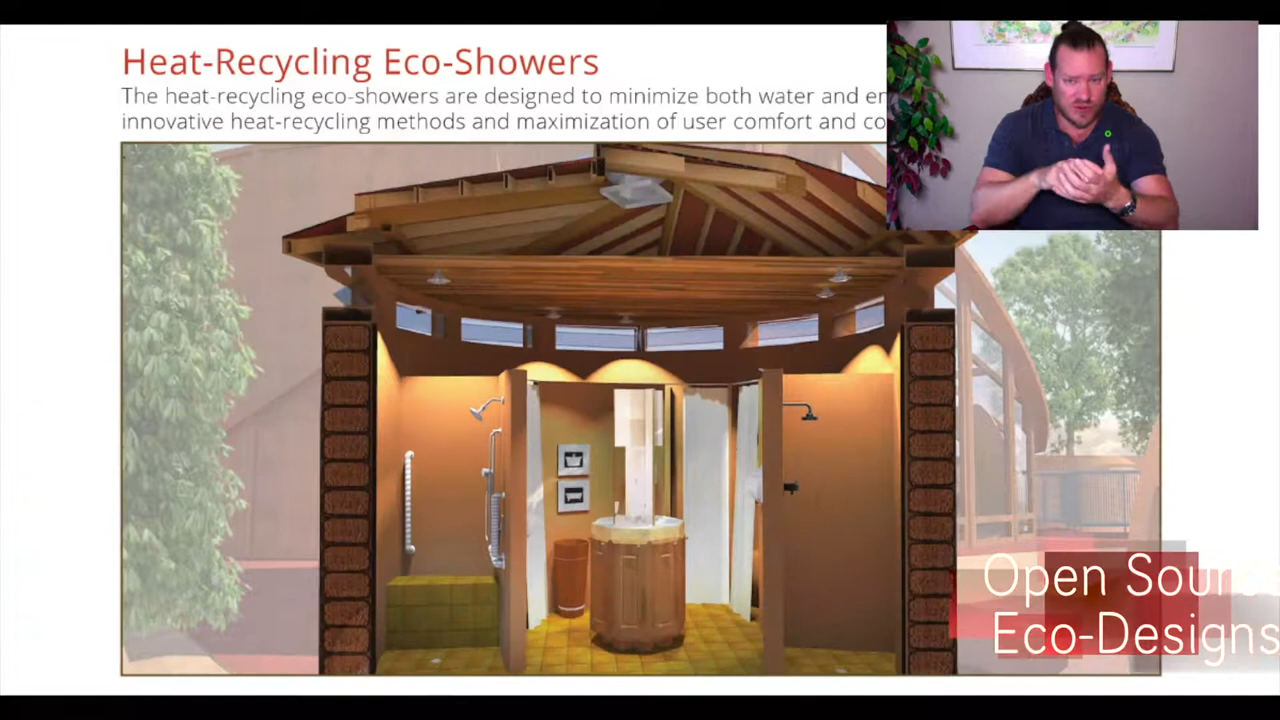 Heat-Recycling Eco-Showers
The heat-recycling eco-showers are designed to minimize both water and en
innovative heat-recycling methods and maximization of user comfort and co
Open Sour
Eco-Designs